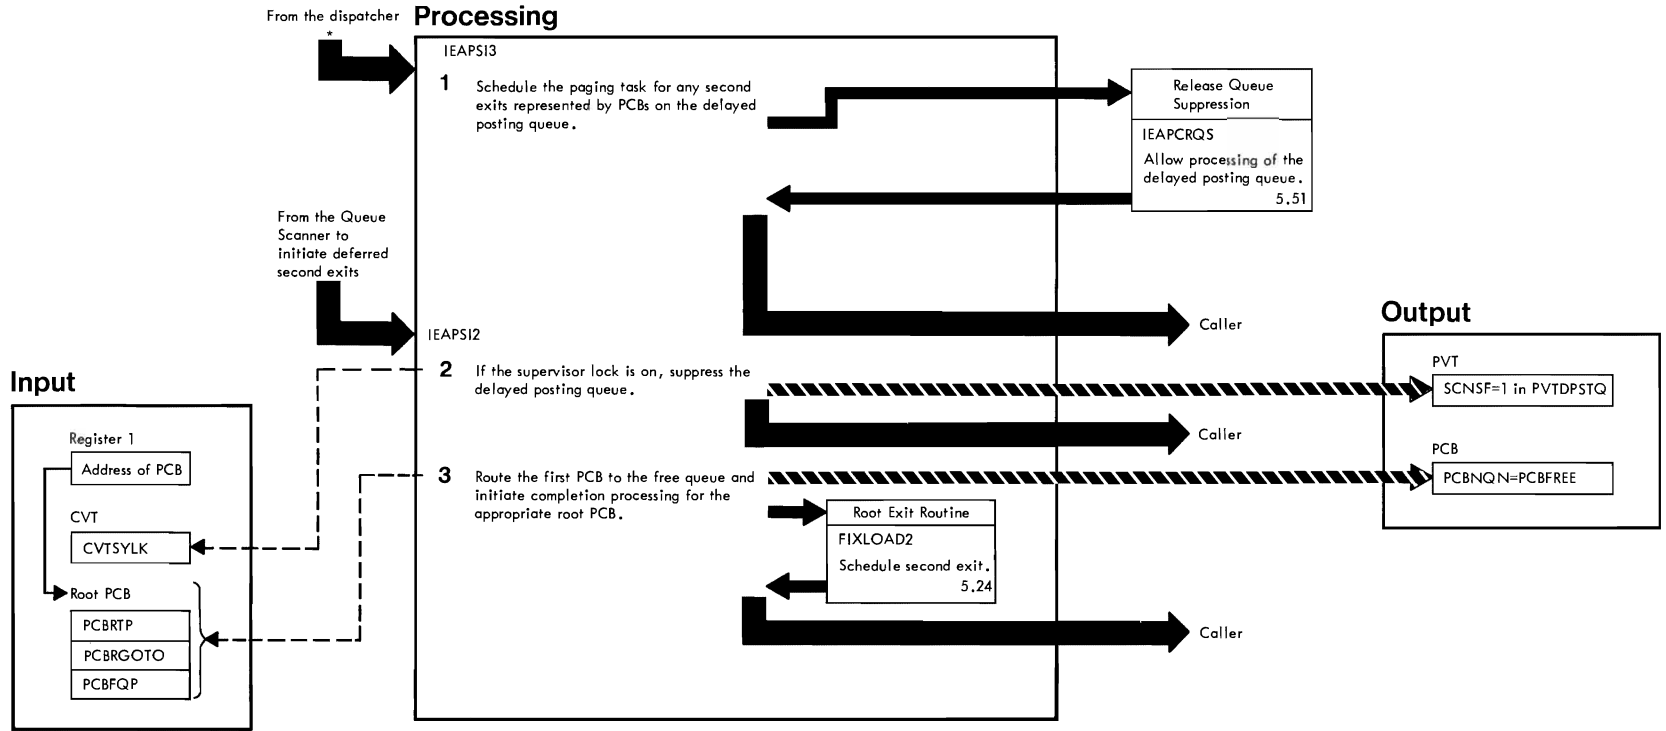 From the dispatcher
*
Processing
IEAPSI3
1 Schedule the paging task for any second
exits represented by PCBs on the delayed
posting queue.
Release Queue
Suppression
IEAPCRQS
Allow processing of the
delayed posting queue.
5.51
From the Queue
Scanner to
initiate deferred
second exits
Caller
IEAPSI2
2 If the supervisor lock is on, suppress the
delayed posting queue.
Caller
3 Route the first PCB to the free queue and
initiate completion processing for the
appropriate root PCB.
Root Exit Routine
FIXLOAD2
Schedule second exit.
5.24
Caller
Input
Register 1
Address of PCB
CVT
CVTSYLK
Root PCB
PCBRTP
PCBRGOTO
PCBFQP
Output
PVT
SCNSF=1 in PVTDPSTQ
PCB
PCBNQN=PCBFREE